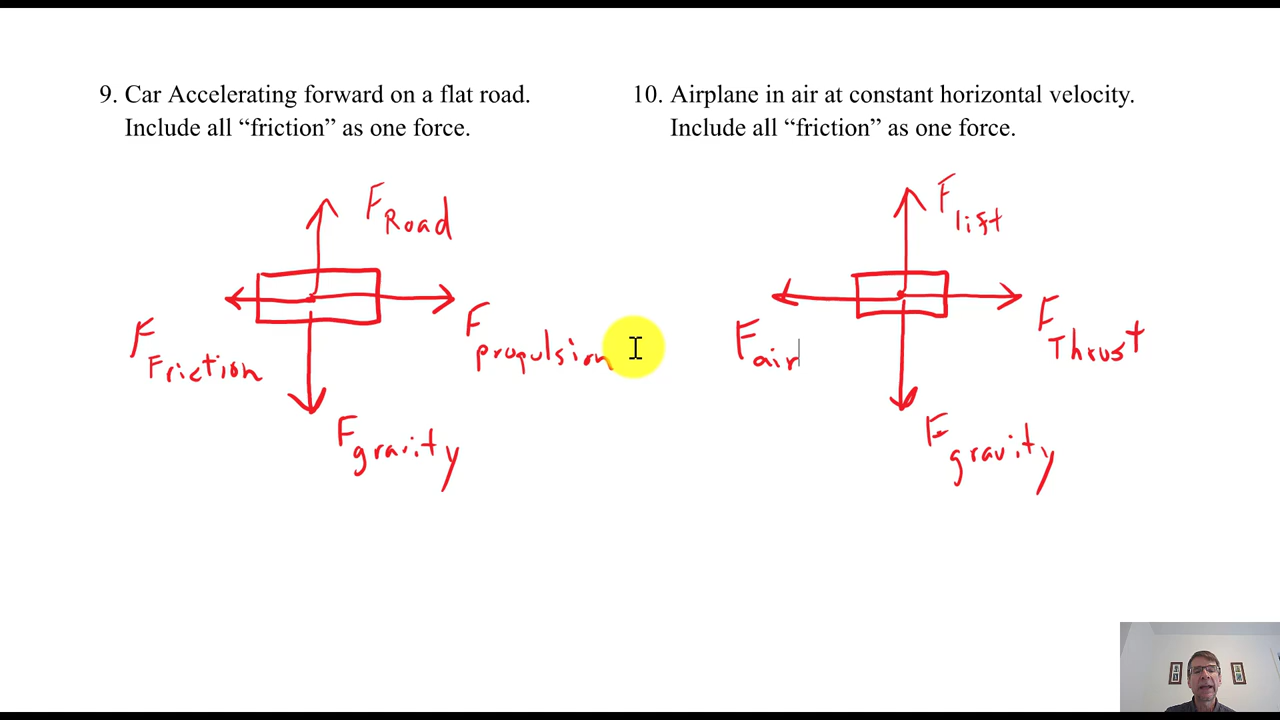 9. Car Accelerating forward on a flat road.
Include all “friction” as one force.
F Road
F Friction
F propulsion
F gravity
10. Airplane in air at constant horizontal velocity.
Include all “friction” as one force.
F lift
F air
F Thrust
F gravity